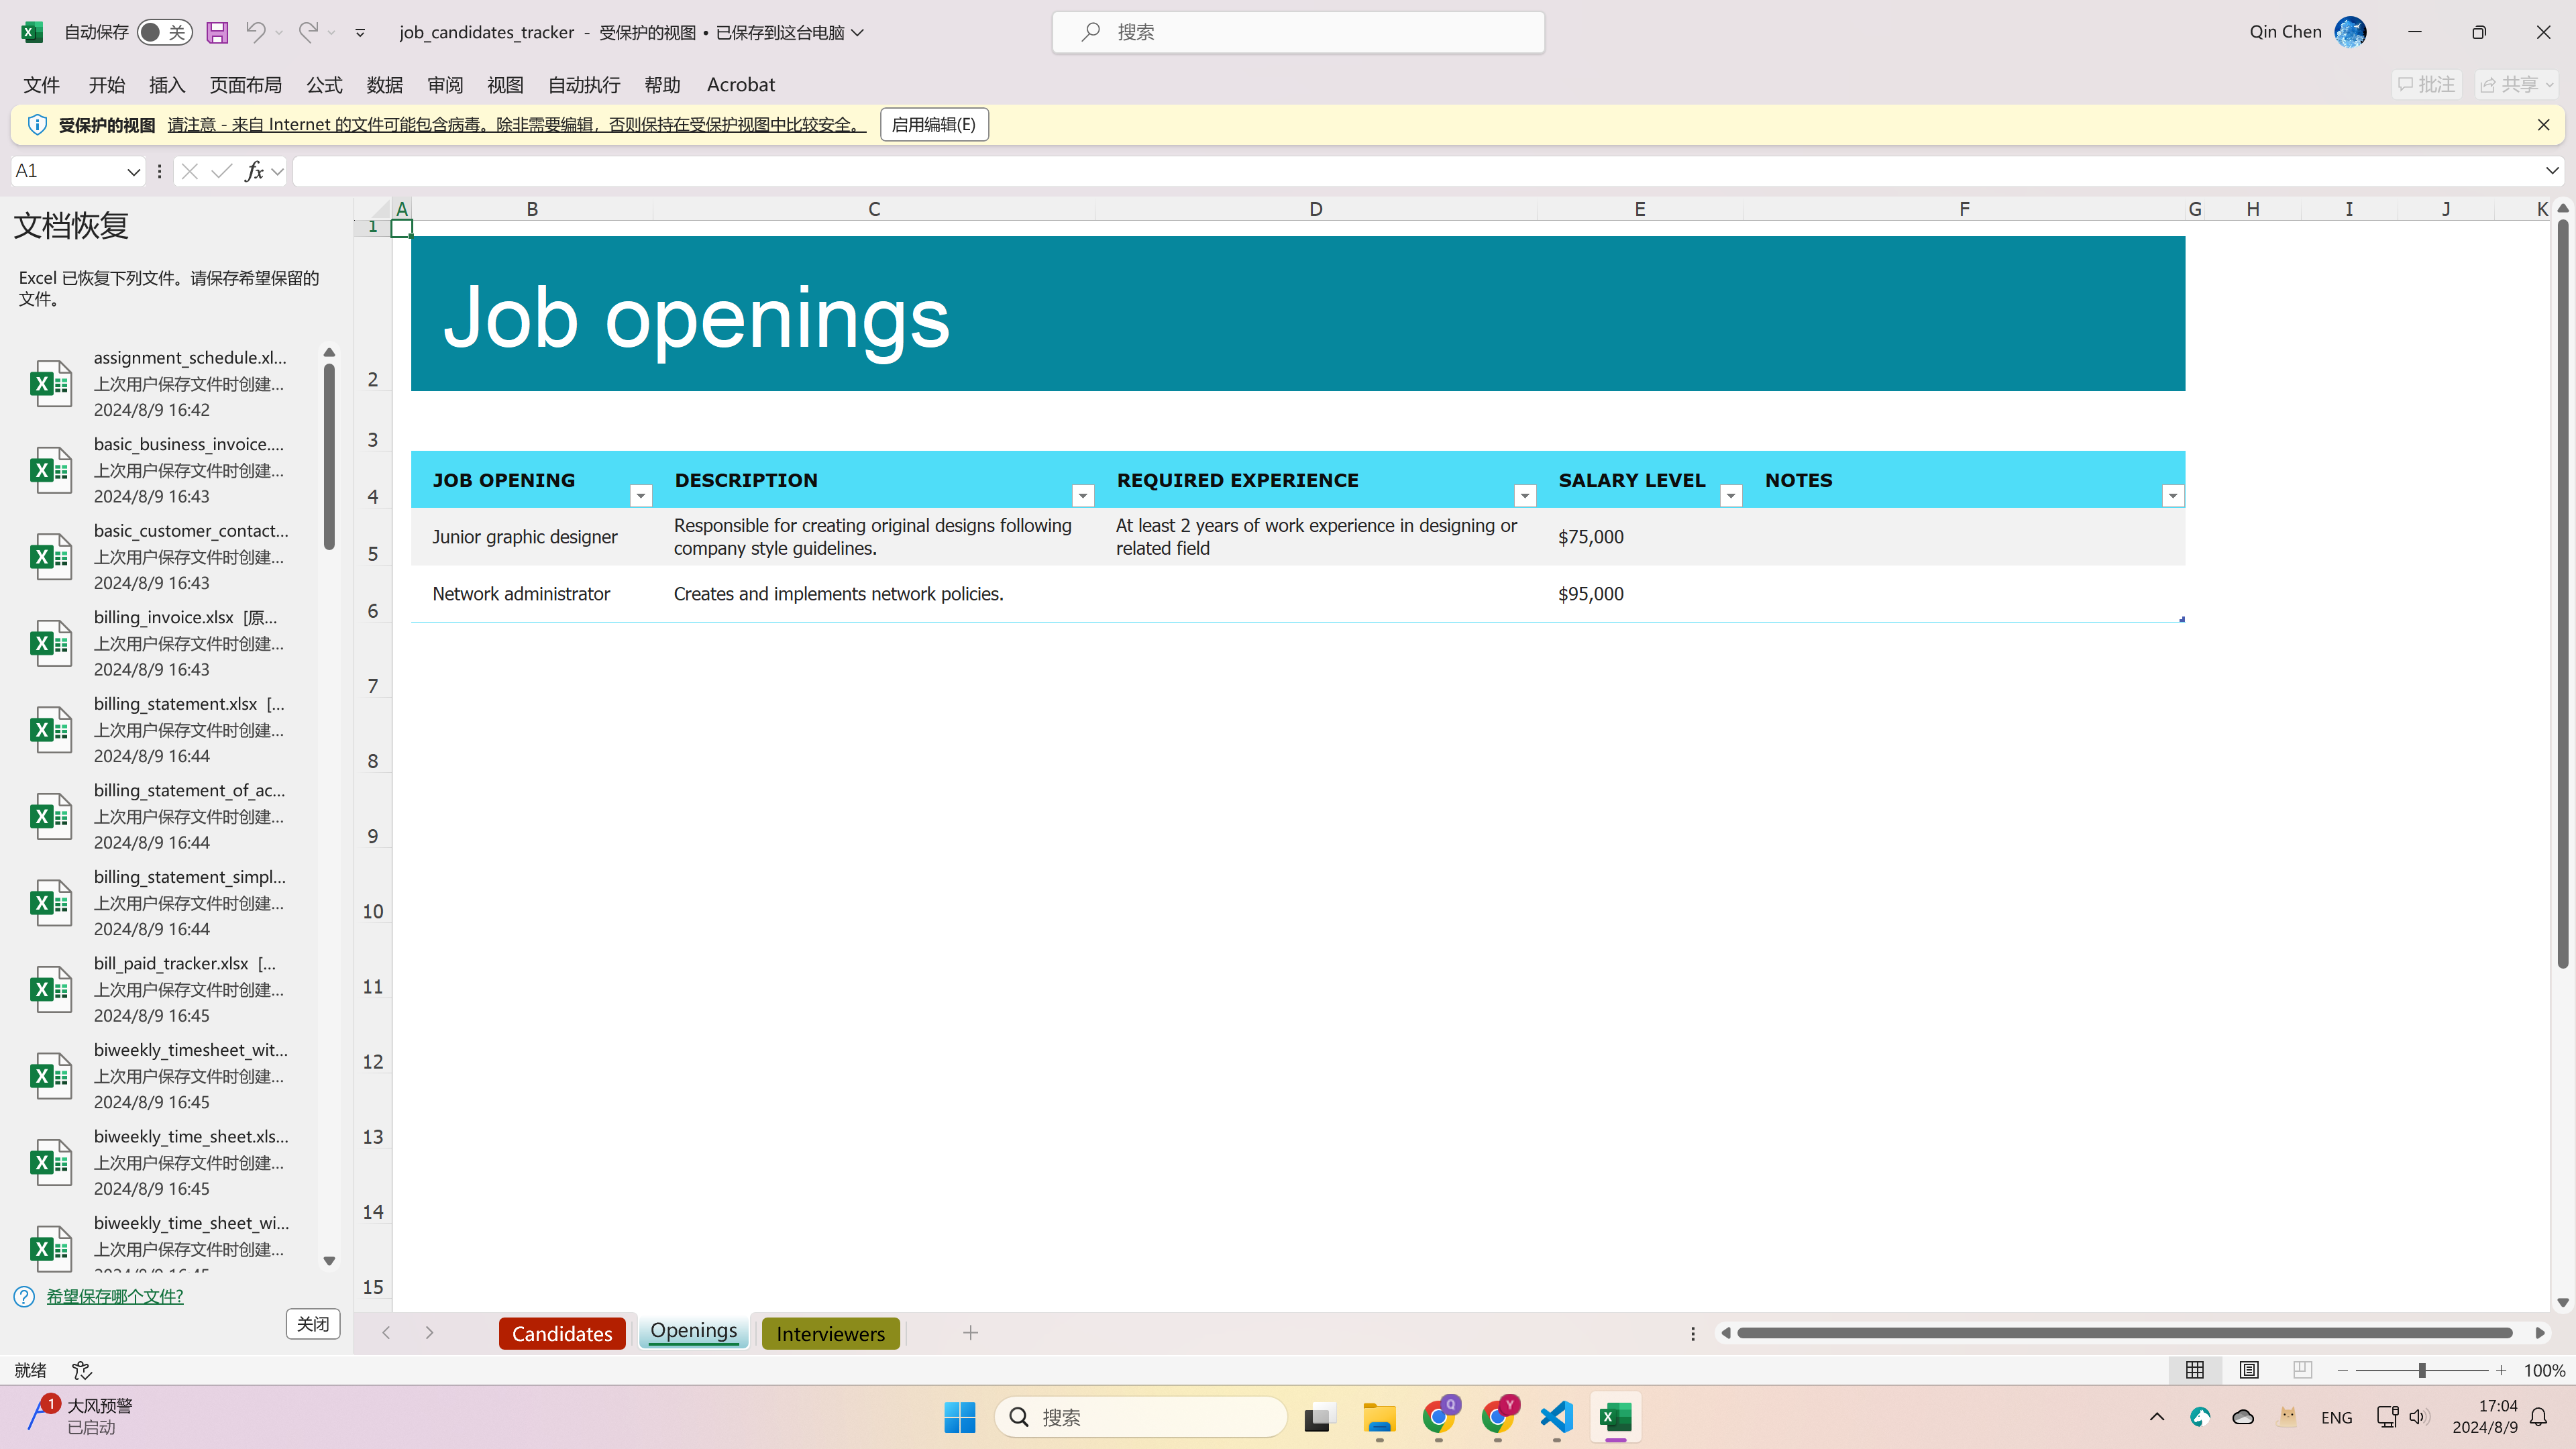 自动保存 关 job_candidates_tracker - 受保护的视图 • 已保存到这台电脑 搜索 Qin Chen
文件 开始 插入 页面布局 公式 数据 审阅 视图 自动执行 帮助 Acrobat 批注 共享
受保护的视图 请注意 - 来自 Internet 的文件可能包含病毒。除非需要编辑，否则保持在受保护视图中比较安全。 启用编辑(E)
A1 fx
文档恢复
Excel 已恢复下列文件。请保存希望保留的
文件。
assignment_schedule.xl...
上次用户保存文件时创建...
2024/8/9 16:42
basic_business_invoice....
上次用户保存文件时创建...
2024/8/9 16:43
basic_customer_contact...
上次用户保存文件时创建...
2024/8/9 16:43
billing_invoice.xlsx [原...
上次用户保存文件时创建...
2024/8/9 16:43
billing_statement.xlsx [...
上次用户保存文件时创建...
2024/8/9 16:44
billing_statement_of_ac...
上次用户保存文件时创建...
2024/8/9 16:44
billing_statement_simpl...
上次用户保存文件时创建...
2024/8/9 16:44
bill_paid_tracker.xlsx [...
上次用户保存文件时创建...
2024/8/9 16:45
biweekly_timesheet_wit...
上次用户保存文件时创建...
2024/8/9 16:45
biweekly_time_sheet.xls...
上次用户保存文件时创建...
2024/8/9 16:45
biweekly_time_sheet_wi...
上次用户保存文件时创建...
2024/8/9 16:45
希望保存哪个文件?
关闭
A B C D E F G H I J K
1
2 Job openings
3
4 JOB OPENING DESCRIPTION REQUIRED EXPERIENCE SALARY LEVEL NOTES
5 Junior graphic designer Responsible for creating original designs following company style guidelines. At least 2 years of work experience in designing or related field $75,000
6 Network administrator Creates and implements network policies. $95,000
7
8
9
10
11
12
13
14
15
Candidates Openings Interviewers
就绪 100%
1 大风预警
已启动
搜索 Q Y ENG 17:04
2024/8/9